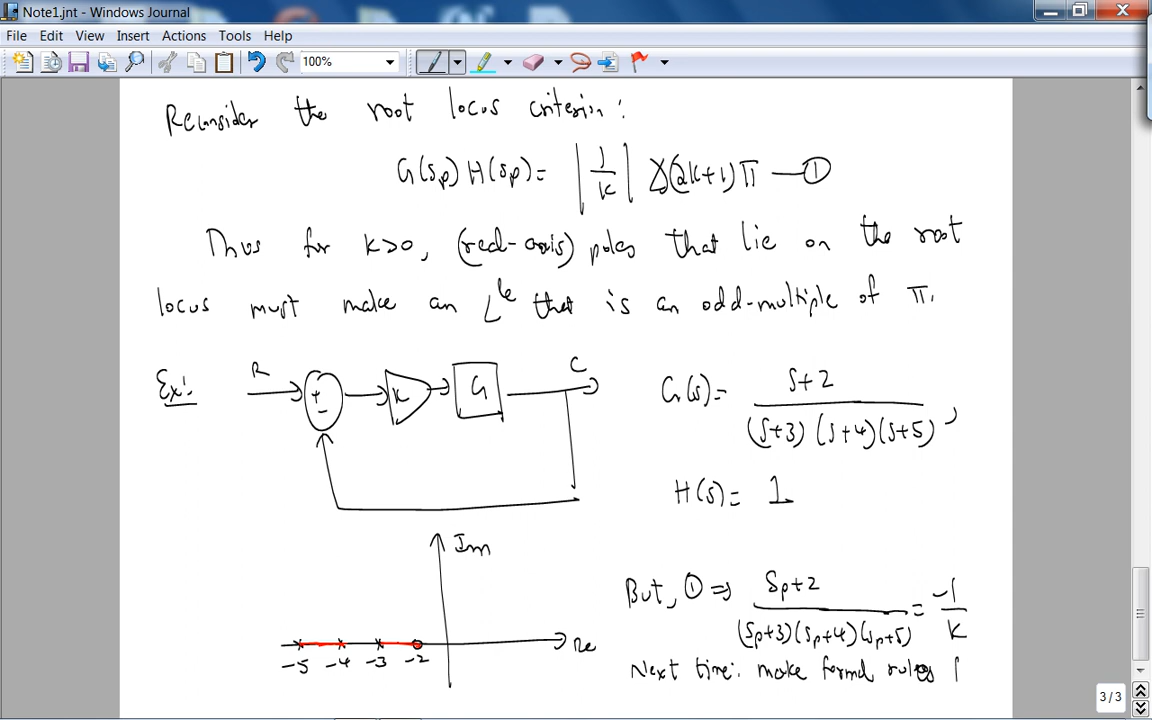 Note1.jnt - Windows Journal
File Edit View Insert Actions Tools Help
100%
Reconsider the root locus criterion:
G(sp) H(sp) = |1/K| ∠(2k+1)π — ①
Thus for K>0, (real-axis) poles that lie on the root
locus must make an ∠le that is an odd-multiple of π.
Ex:
R
+
-
K
G
C
G(s) = s+2
(s+3) (s+4)(s+5) ,
H(s) = 1
Im
Re
-5 -4 -3 -2
But, ① ⇒ sp+2 / (sp+3)(sp+4)(sp+5) = -1/K
Next time: make formal rules
3 / 3